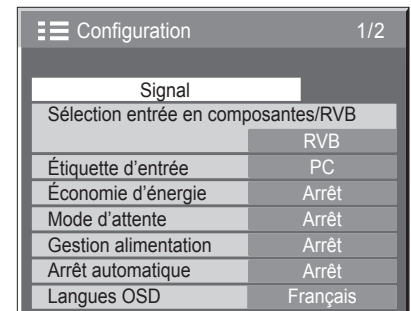 Configuration 1/2
Signal
Sélection entrée en composantes/RVB
RVB
Étiquette d'entrée PC
Économie d'énergie Arrêt
Mode d'attente Arrêt
Gestion alimentation Arrêt
Arrêt automatique Arrêt
Langues OSD Français